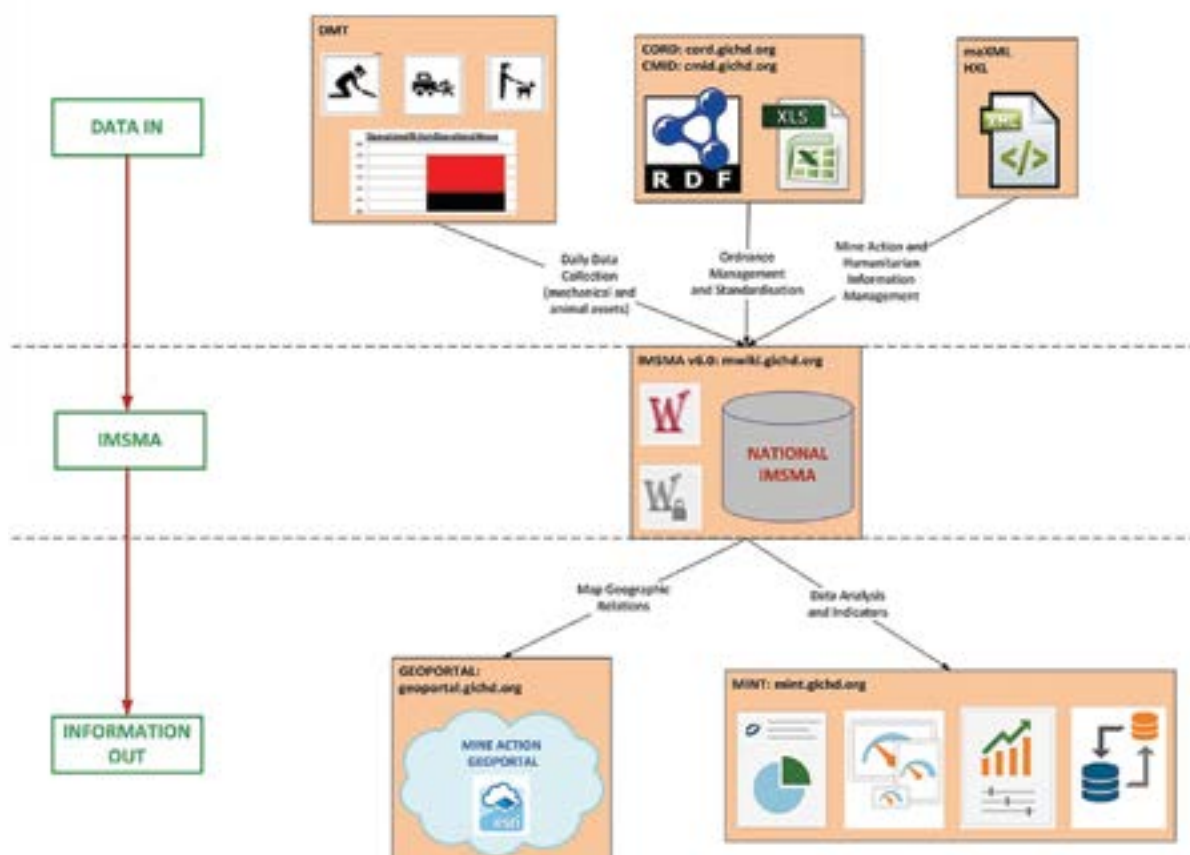 DMT
CORD: cord.gichd.org
CMID: cmid.gichd.org
maXML
HXL
DATA IN
XLS
XML
</>
RDF
Daily Data
Collection
(mechanical and
animal assets)
Ordnance
Management
and Standardisation
Mine Action and
Humanitarian
Information
Management
IMSMA v6.0: mwiki.gichd.org
IMSMA
W
W
NATIONAL
IMSMA
Map Geographic
Relations
Data Analysis
and Indicators
GEOPORTAL:
geoportal.gichd.org
MINT: mint.gichd.org
INFORMATION
OUT
MINE ACTION
GEOPORTAL
esri